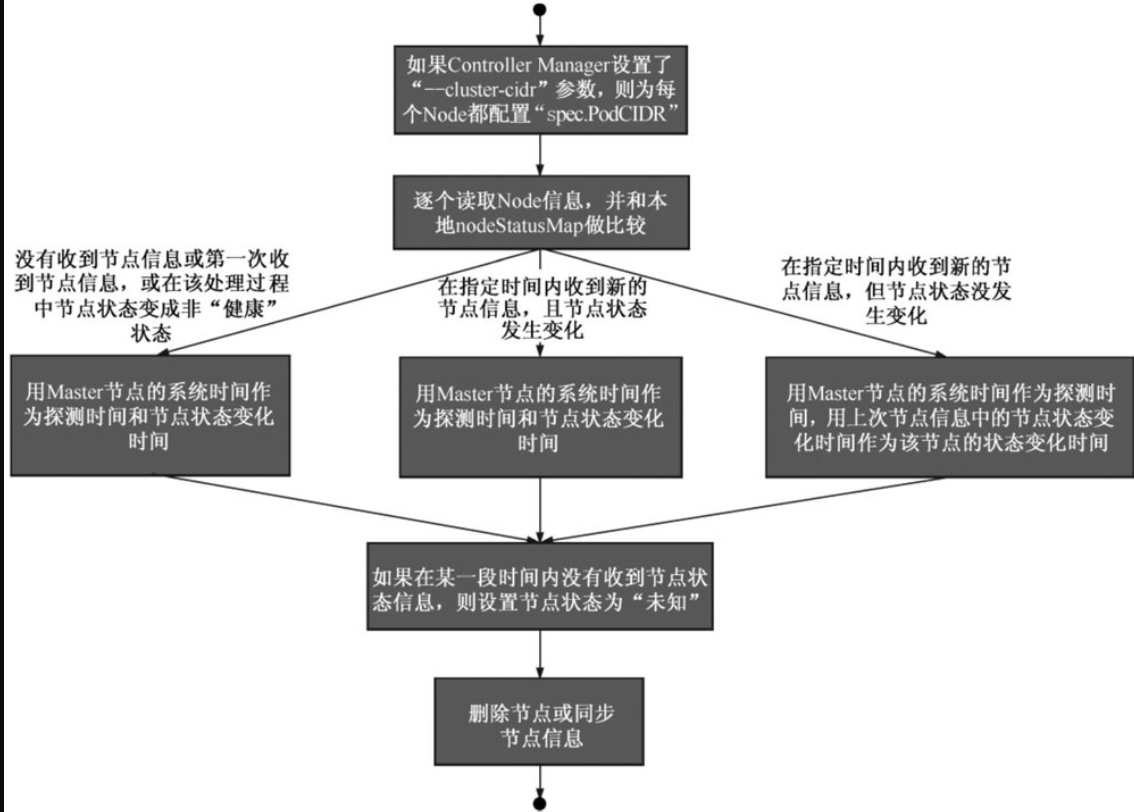 如果Controller Manager设置了
“--cluster-cidr”参数，则为每
个Node都配置“spec.PodCIDR”
逐个读取Node信息，并和本
地nodeStatusMap做比较
没有收到节点信息或第一次收
到节点信息，或在该处理过程
中节点状态变成非“健康”
状态
在指定时间内收到新的
节点信息，且节点状态
发生变化
在指定时间内收到新的节
点信息，但节点状态没发
生变化
用Master节点的系统时间作
为探测时间和节点状态变化
时间
用Master节点的系统时间作
为探测时间和节点状态变化
时间
用Master节点的系统时间作为探测时
间，用上次节点信息中的节点状态变
化时间作为该节点的状态变化时间
如果在某一段时间内没有收到节点状
态信息，则设置节点状态为“未知”
删除节点或同步
节点信息